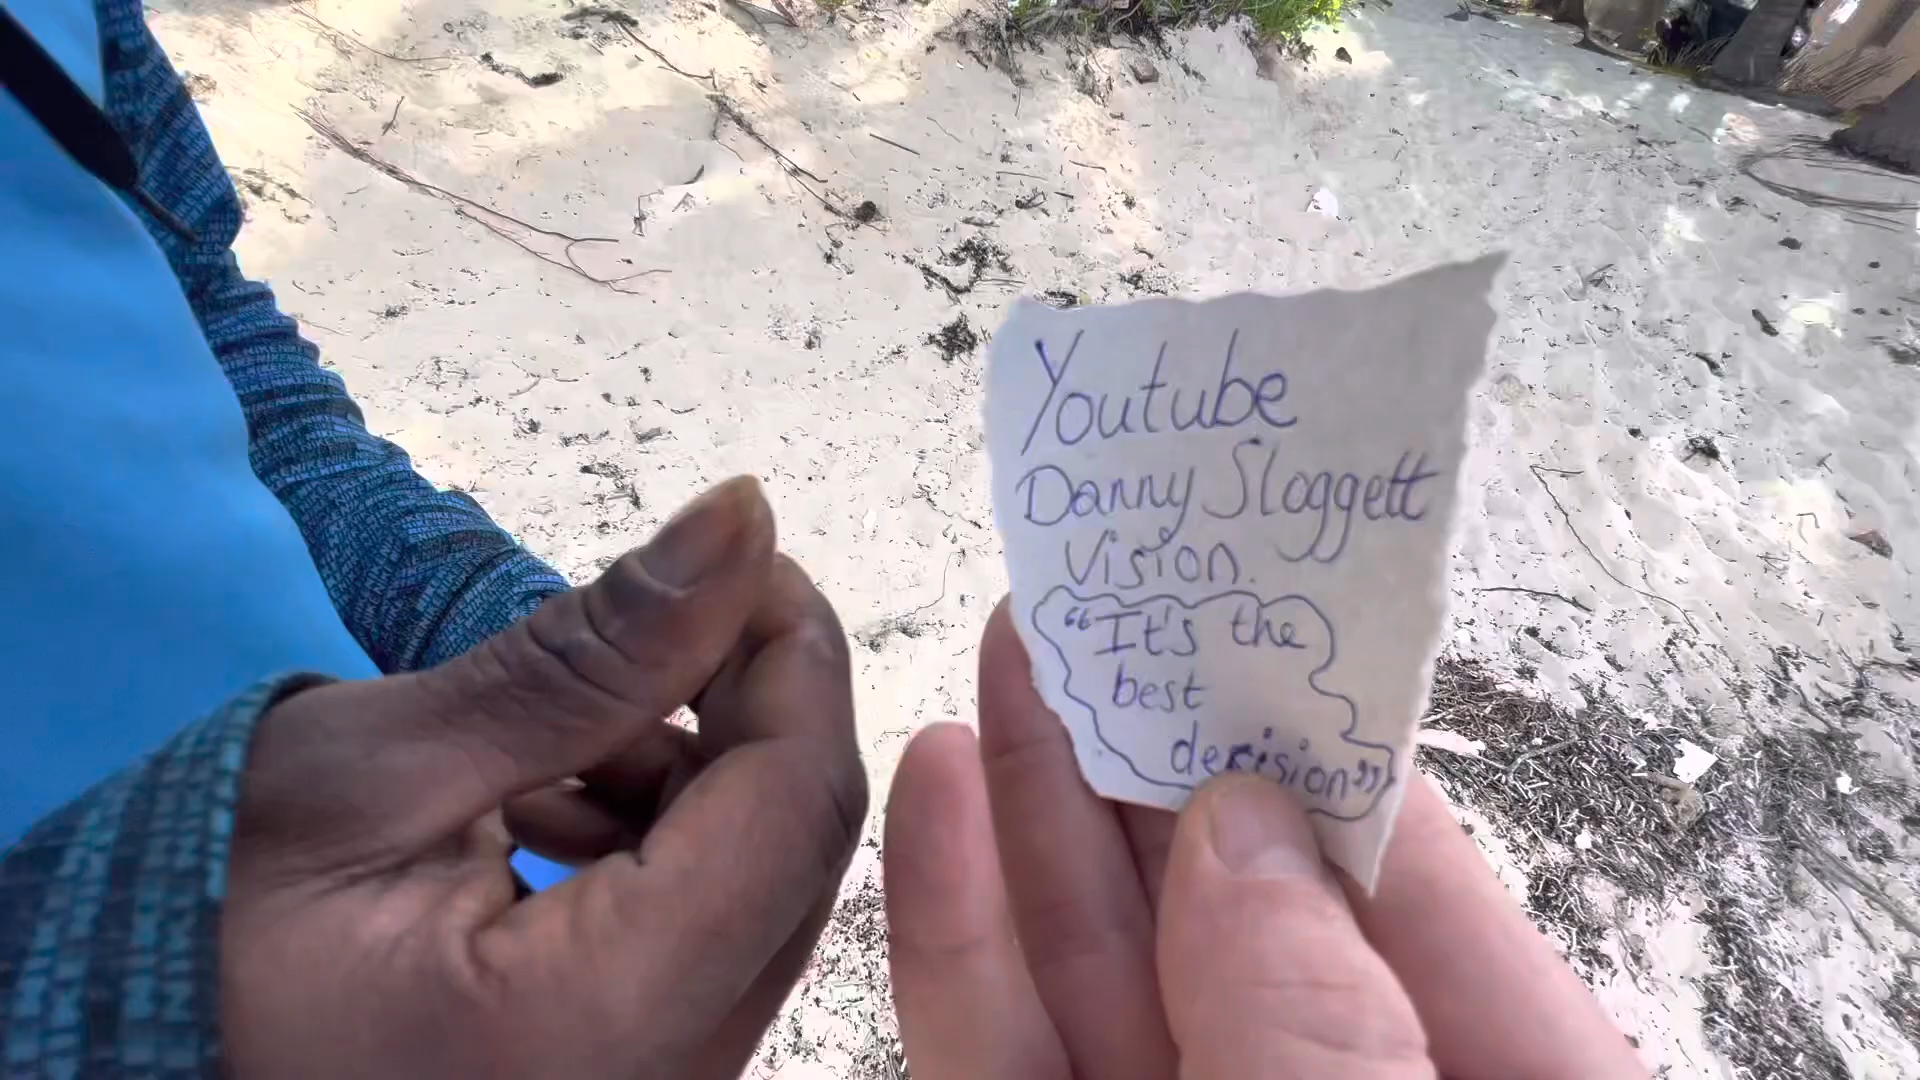 Youtube
Danny Sloggett
Vision.
"It's the
best
decision"